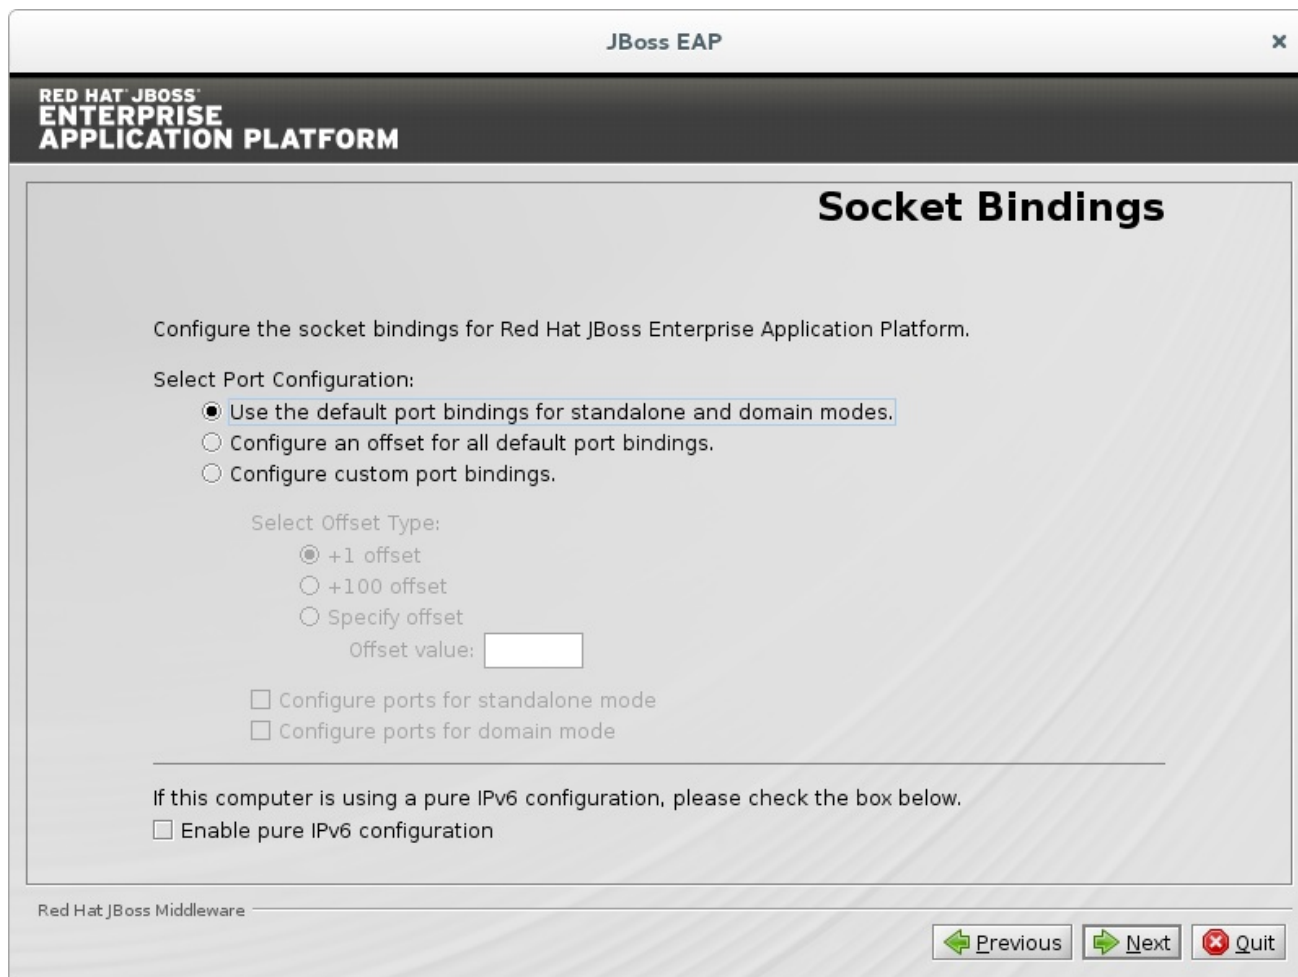 JBoss EAP
RED HAT JBOSS
ENTERPRISE
APPLICATION PLATFORM
Socket Bindings
Configure the socket bindings for Red Hat JBoss Enterprise Application Platform.
Select Port Configuration:
Use the default port bindings for standalone and domain modes.
Configure an offset for all default port bindings.
Configure custom port bindings.
Select Offset Type:
+1 offset
+100 offset
Specify offset
Offset value:
Configure ports for standalone mode
Configure ports for domain mode
If this computer is using a pure IPv6 configuration, please check the box below.
Enable pure IPv6 configuration
Red Hat JBoss Middleware
Previous Next Quit